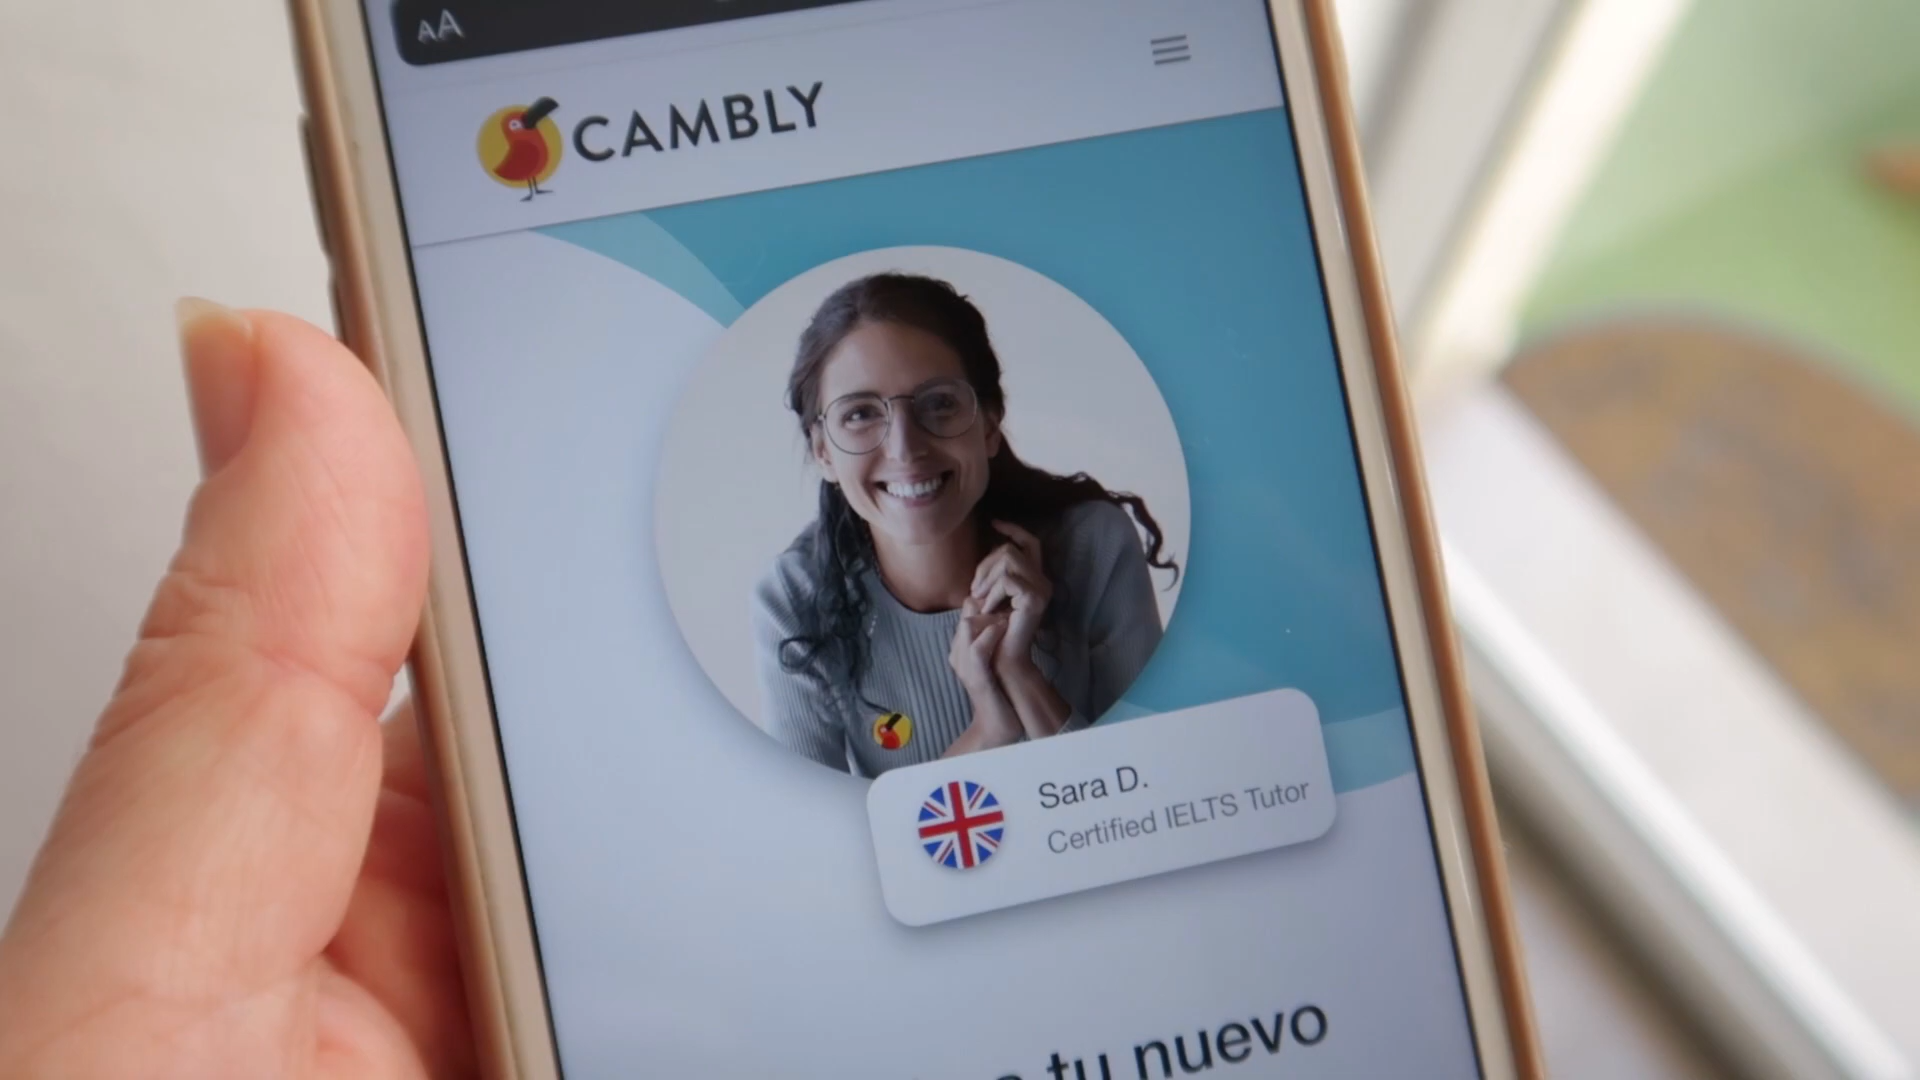 AA
CAMBLY
Sara D.
Certified IELTS Tutor
tu nuevo